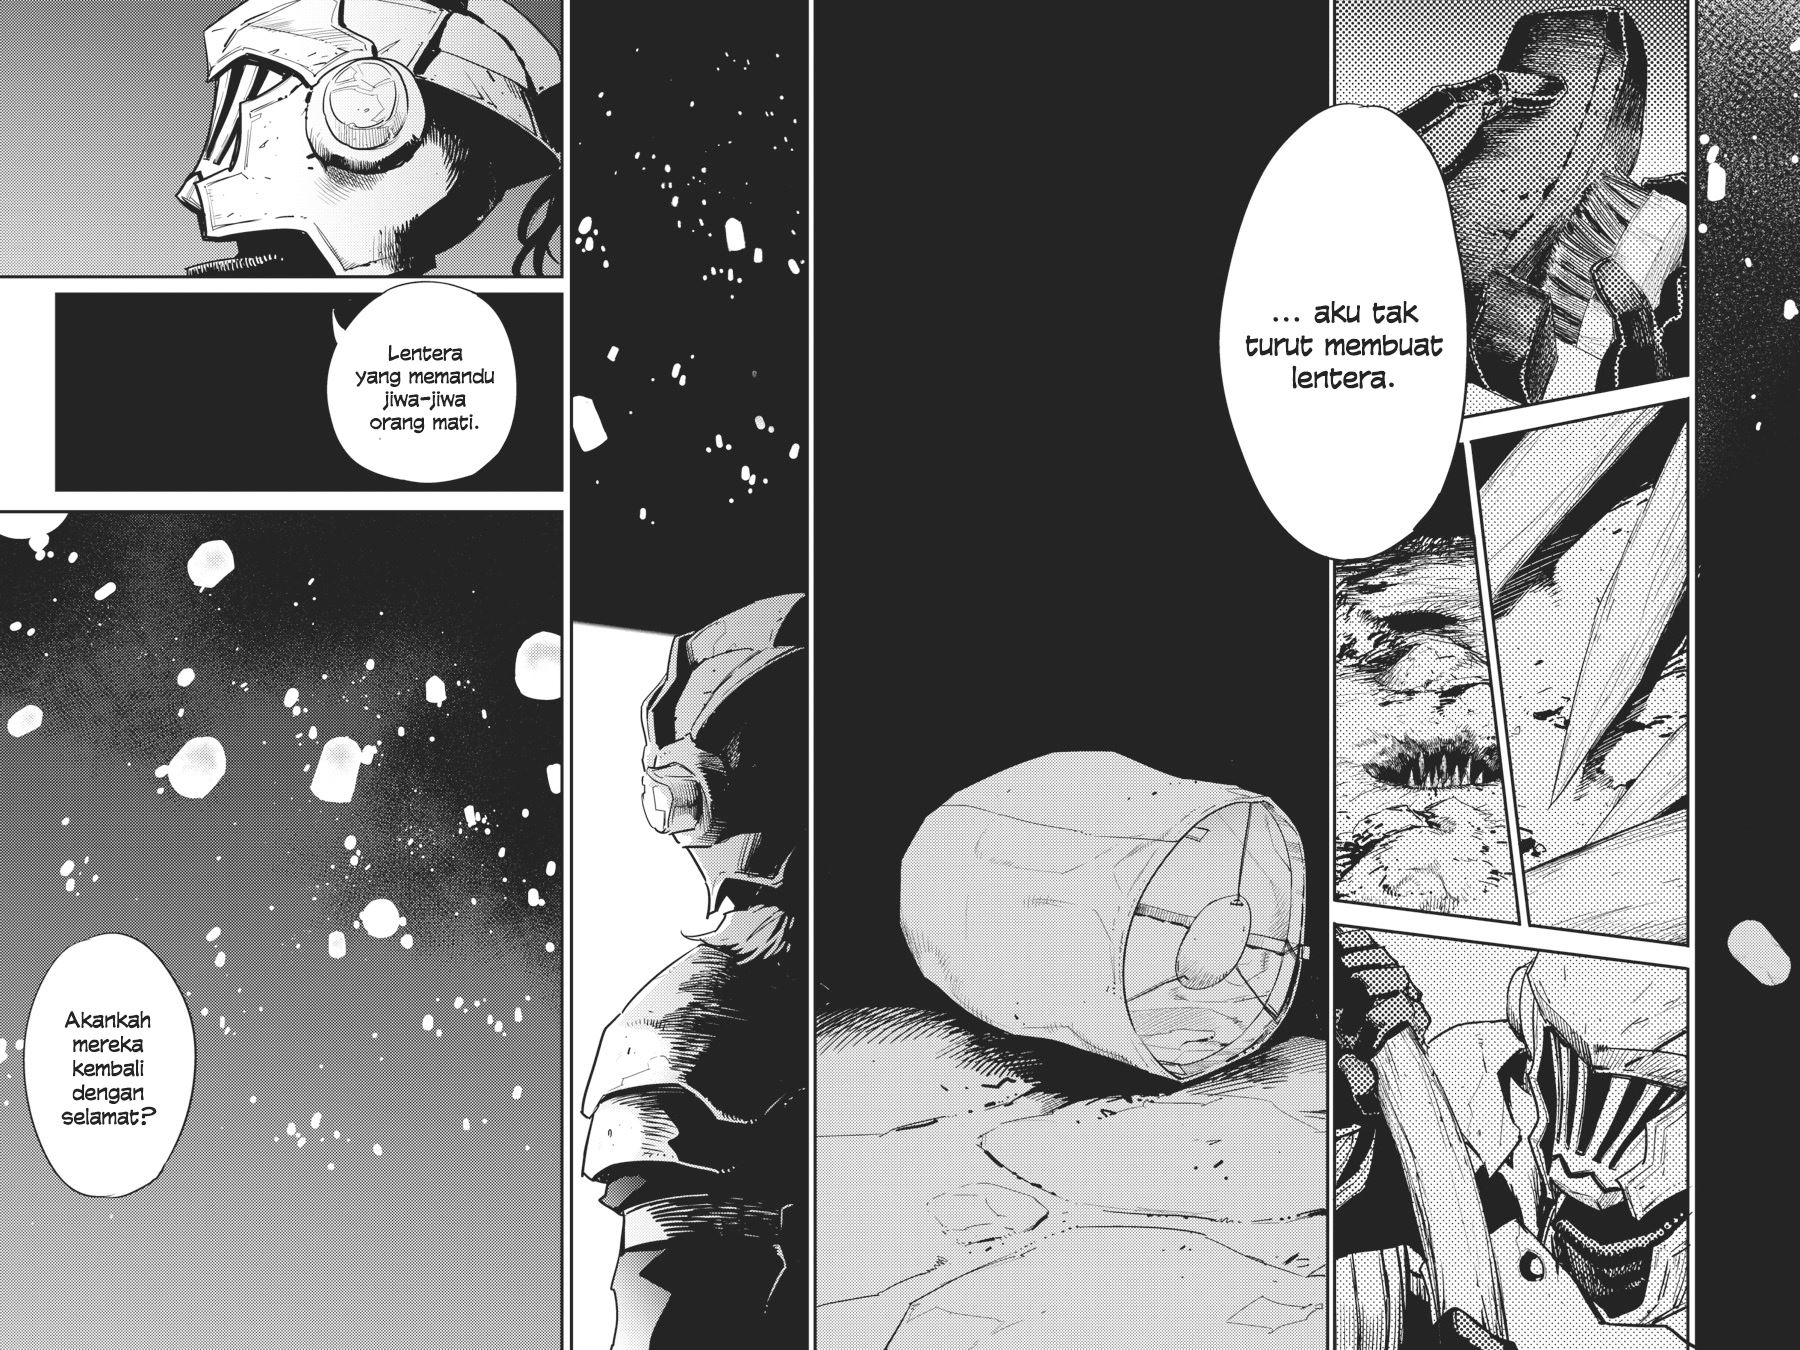 ... aku tak
turut membuat
lentera.
Lentera
yang memandu
jiwa-jiwa
orang mati.
Akankah
mereka
kembali
dengan
selamat?